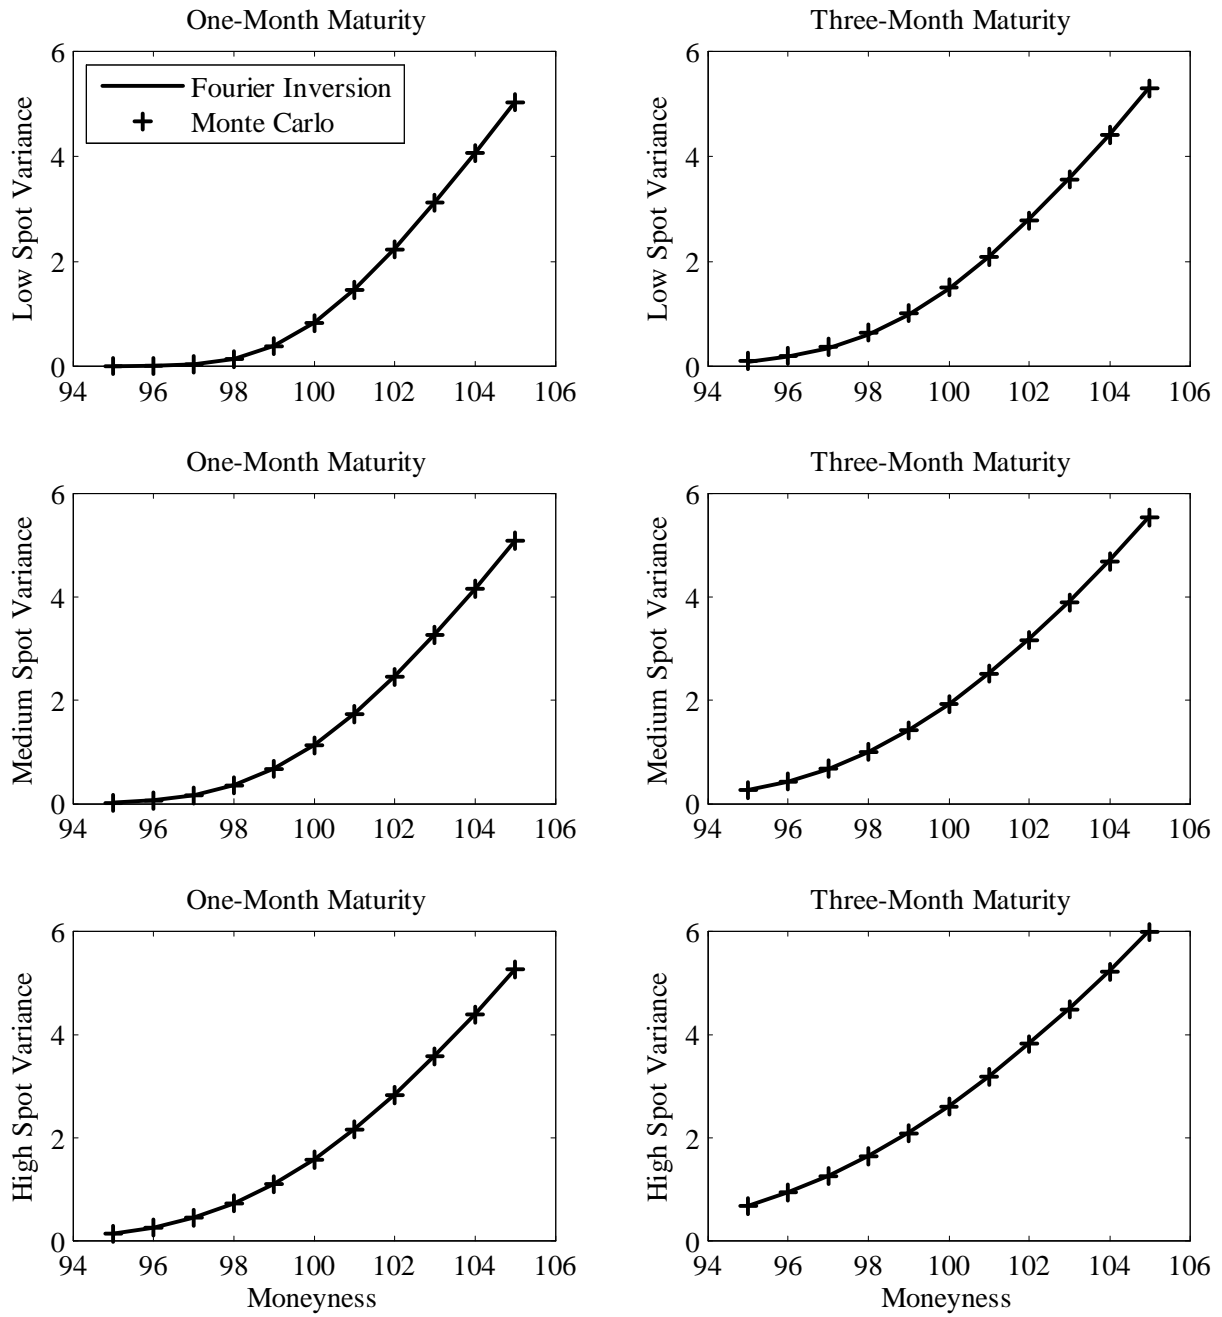 One-Month Maturity
Low Spot Variance
6
4
2
0
94 96 98 100 102 104 106
Fourier Inversion
Monte Carlo
Three-Month Maturity
Low Spot Variance
6
4
2
0
94 96 98 100 102 104 106
One-Month Maturity
Medium Spot Variance
6
4
2
0
94 96 98 100 102 104 106
Three-Month Maturity
Medium Spot Variance
6
4
2
0
94 96 98 100 102 104 106
One-Month Maturity
High Spot Variance
6
4
2
0
94 96 98 100 102 104 106
Moneyness
Three-Month Maturity
High Spot Variance
6
4
2
0
94 96 98 100 102 104 106
Moneyness